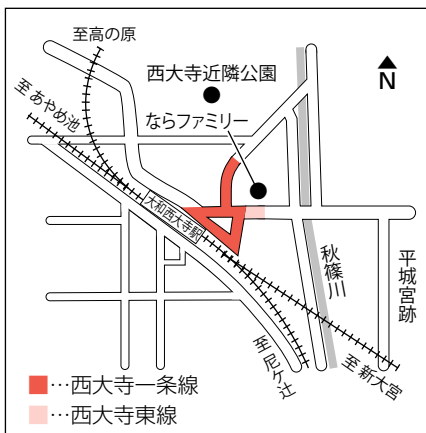 至高の原
西大寺近隣公園
N
至あやめ池
ならファミリー
大和西大寺駅
秋篠川
平城宮跡
至尼ケ辻
至新大宮
…西大寺一条線
…西大寺東線